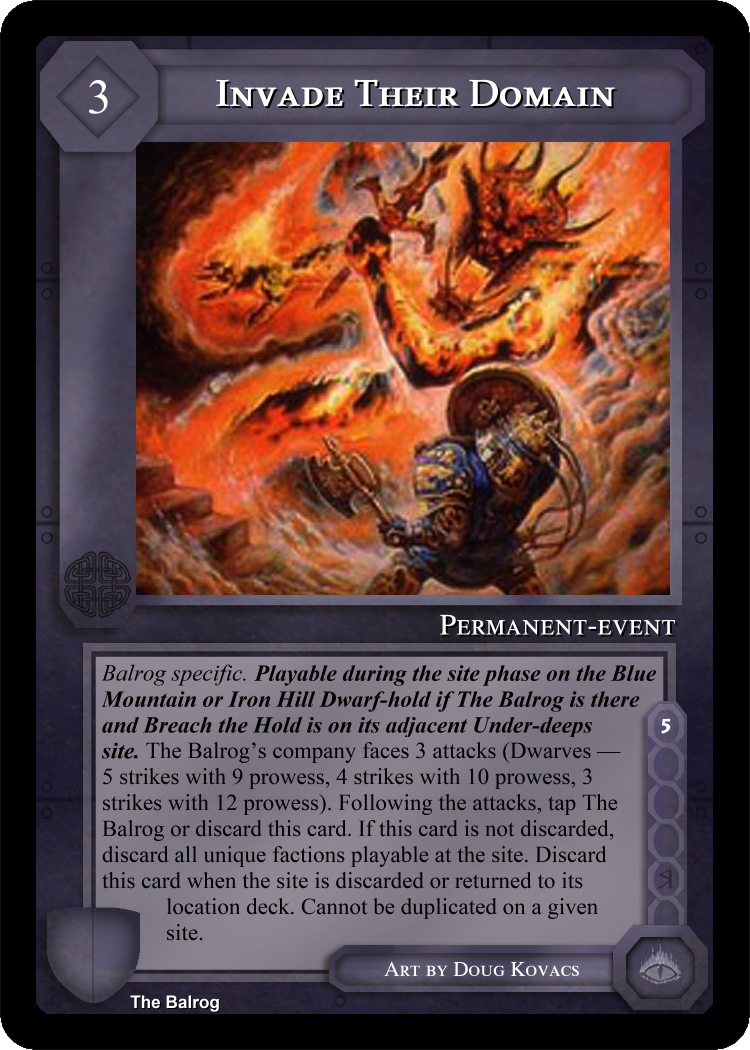 3
Invade Their Domain
Permanent-event
Balrog specific. Playable during the site phase on the Blue
Mountain or Iron Hill Dwarf-hold if The Balrog is there
and Breach the Hold is on its adjacent Under-deeps
site. The Balrog’s company faces 3 attacks (Dwarves —
5 strikes with 9 prowess, 4 strikes with 10 prowess, 3
strikes with 12 prowess). Following the attacks, tap The
Balrog or discard this card. If this card is not discarded,
discard all unique factions playable at the site. Discard
this card when the site is discarded or returned to its
location deck. Cannot be duplicated on a given
site.
5
Art by Doug Kovacs
The Balrog